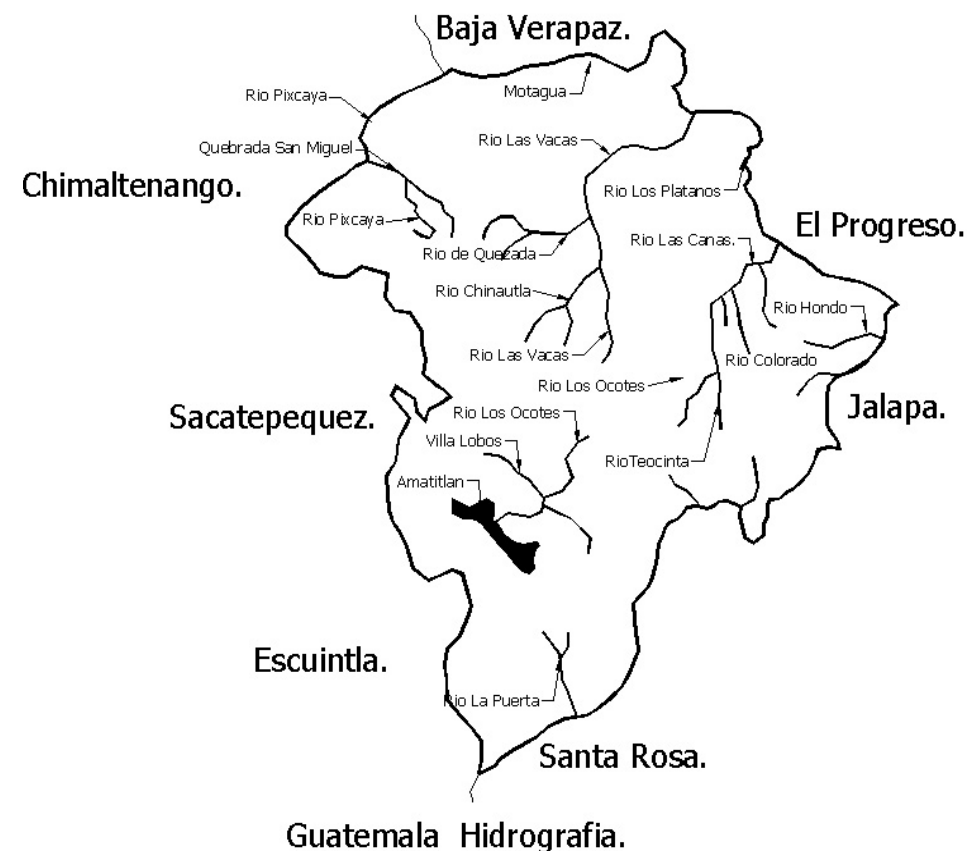 Baja Verapaz.
Rio Pixcaya
Motagua
Quebrada San Miguel
Rio Las Vacas
Chimaltenango.
Rio Los Platanos
Rio Pixcaya
El Progreso.
Rio Las Canas.
Rio de Quezada
Rio Chinautla
Rio Hondo
Rio Las Vacas
Rio Colorado
Rio Los Ocotes
Jalapa.
Sacatepequez.
Rio Los Ocotes
Villa Lobos
RioTeocinta
Amatitlan
Escuintla.
Rio La Puerta
Santa Rosa.
Guatemala Hidrografia.